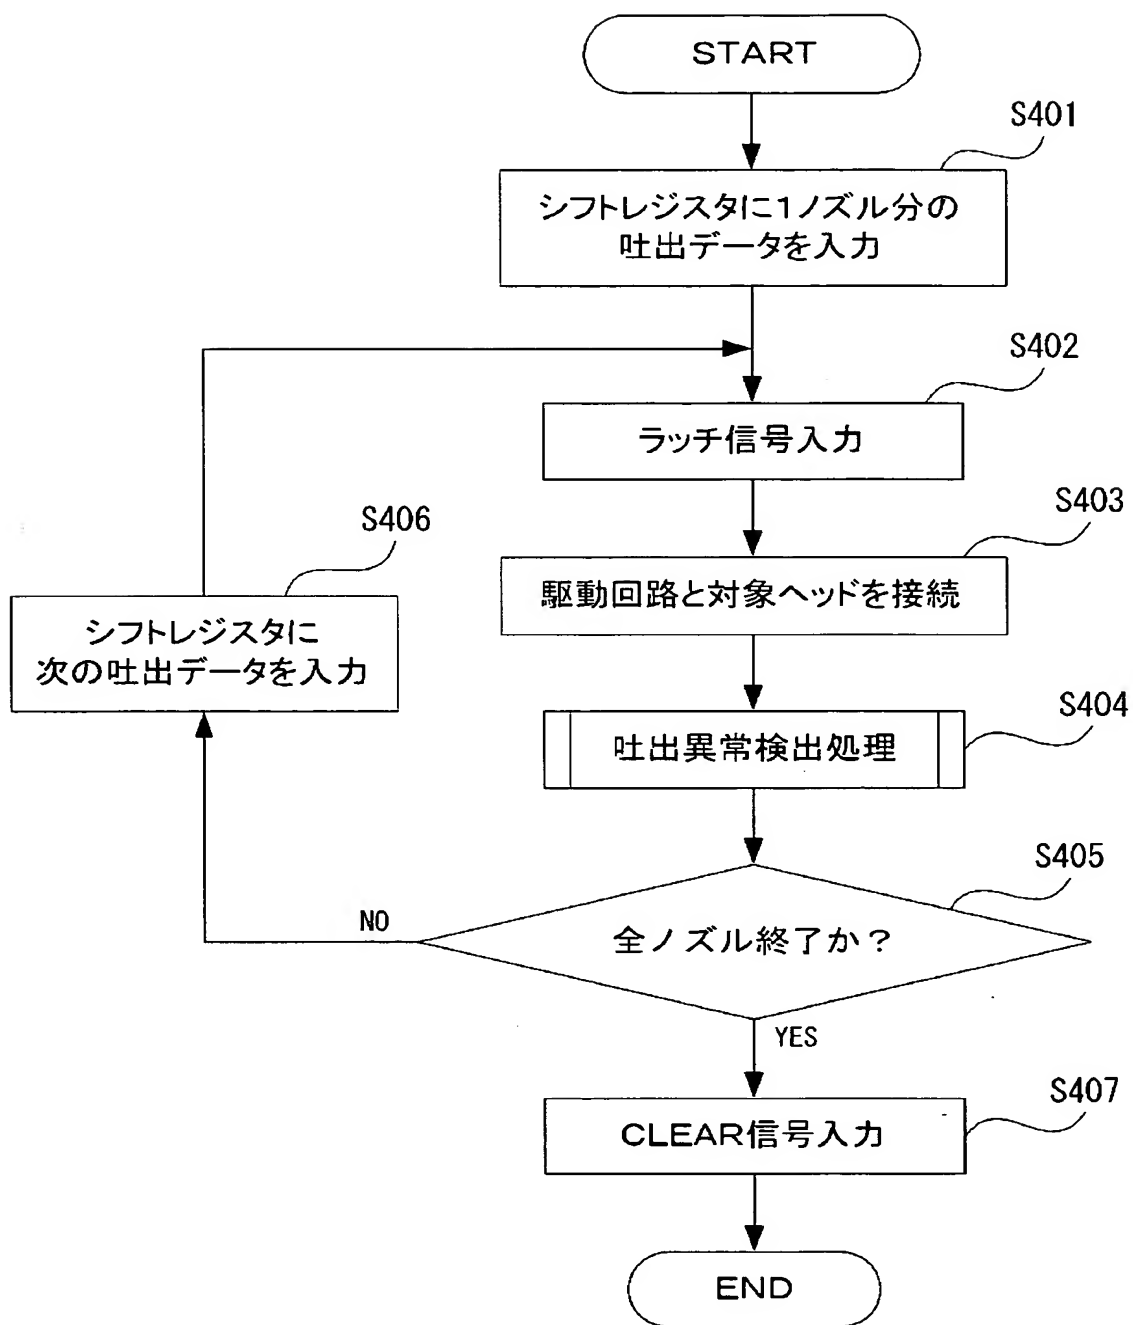 START
S401
シフトレジスタに1ノズル分の
吐出データを入力
S402
ラッチ信号入力
S403
駆動回路と対象ヘッドを接続
S406
シフトレジスタに
次の吐出データを入力
S404
吐出異常検出処理
S405
全ノズル終了か?
NO
YES
S407
CLEAR信号入力
END